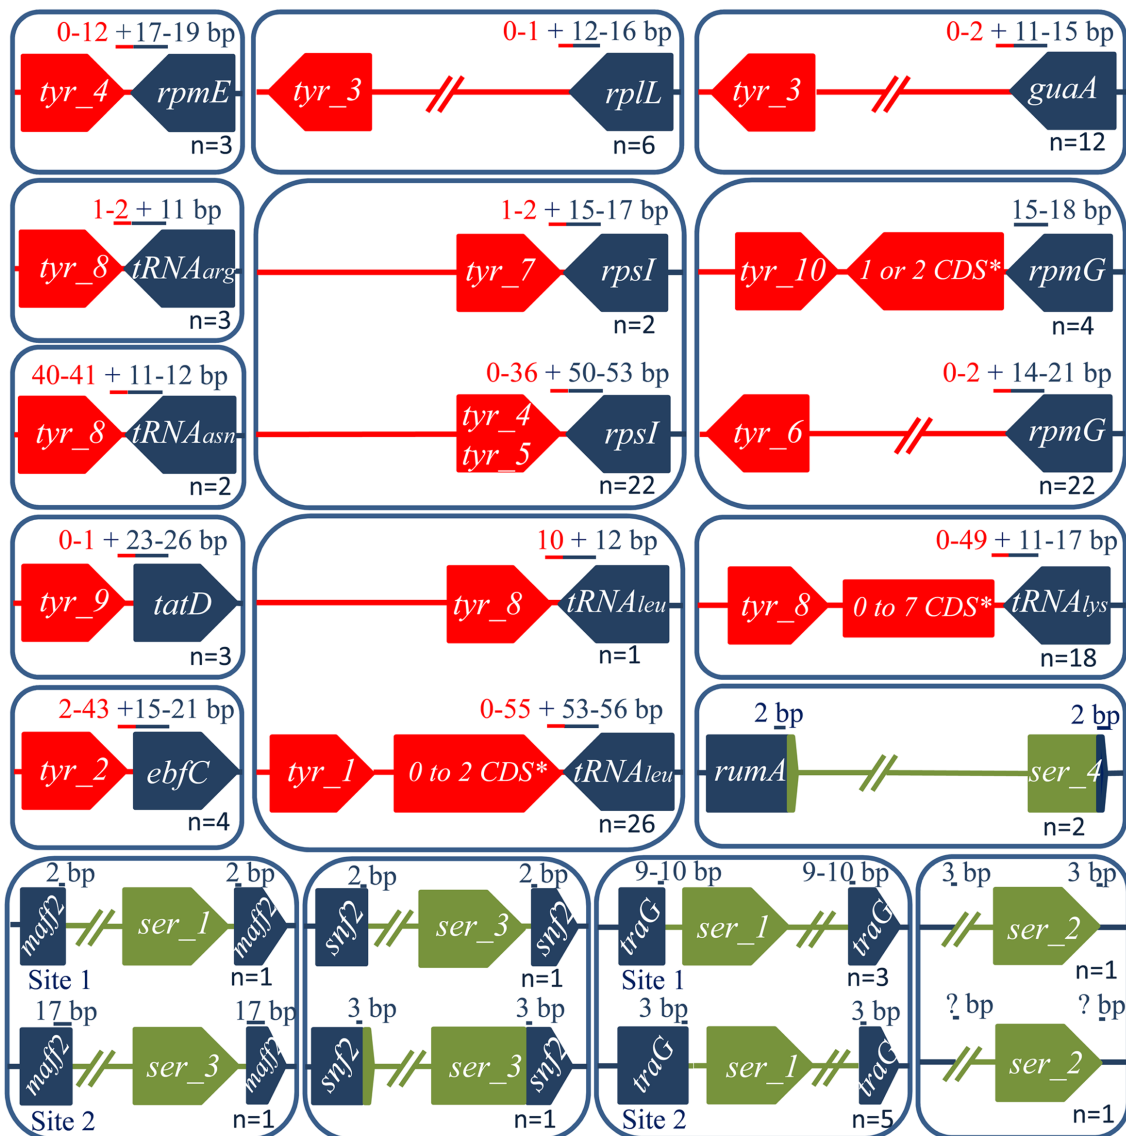 0-12 +17-19 bp
tyr_4 rpmE
n=3
0-1 + 12-16 bp
tyr_3 rplL
n=6
0-2 + 11-15 bp
tyr_3 guaA
n=12
1-2 + 11 bp
tyr_8 tRNAarg
n=3
40-41 + 11-12 bp
tyr_8 tRNAasn
n=2
1-2 + 15-17 bp
tyr_7 rpsI
n=2
0-36 + 50-53 bp
tyr_4
tyr_5 rpsI
n=22
15-18 bp
tyr_10 1 or 2 CDS* rpmG
n=4
0-2 + 14-21 bp
tyr_6 rpmG
n=22
0-1 + 23-26 bp
tyr_9 tatD
n=3
2-43 +15-21 bp
tyr_2 ebfC
n=4
10 + 12 bp
tyr_8 tRNAleu
n=1
0-55 + 53-56 bp
tyr_1 0 to 2 CDS* tRNAleu
n=26
0-49 + 11-17 bp
tyr_8 0 to 7 CDS* tRNAlys
n=18
2 bp 2 bp
rumA ser_4
n=2
2 bp 2 bp
maff2 ser_1 maff2
Site 1 n=1
17 bp 17 bp
maff2 ser_3 maff2
Site 2 n=1
2 bp 2 bp
snf2 ser_3 snf2
n=1
3 bp 3 bp
snf2 ser_3 snf2
n=1
9-10 bp 9-10 bp
traG ser_1 traG
Site 1 n=3
3 bp 3 bp
traG ser_1 traG
Site 2 n=5
3 bp 3 bp
ser_2
n=1
? bp ? bp
ser_2
n=1